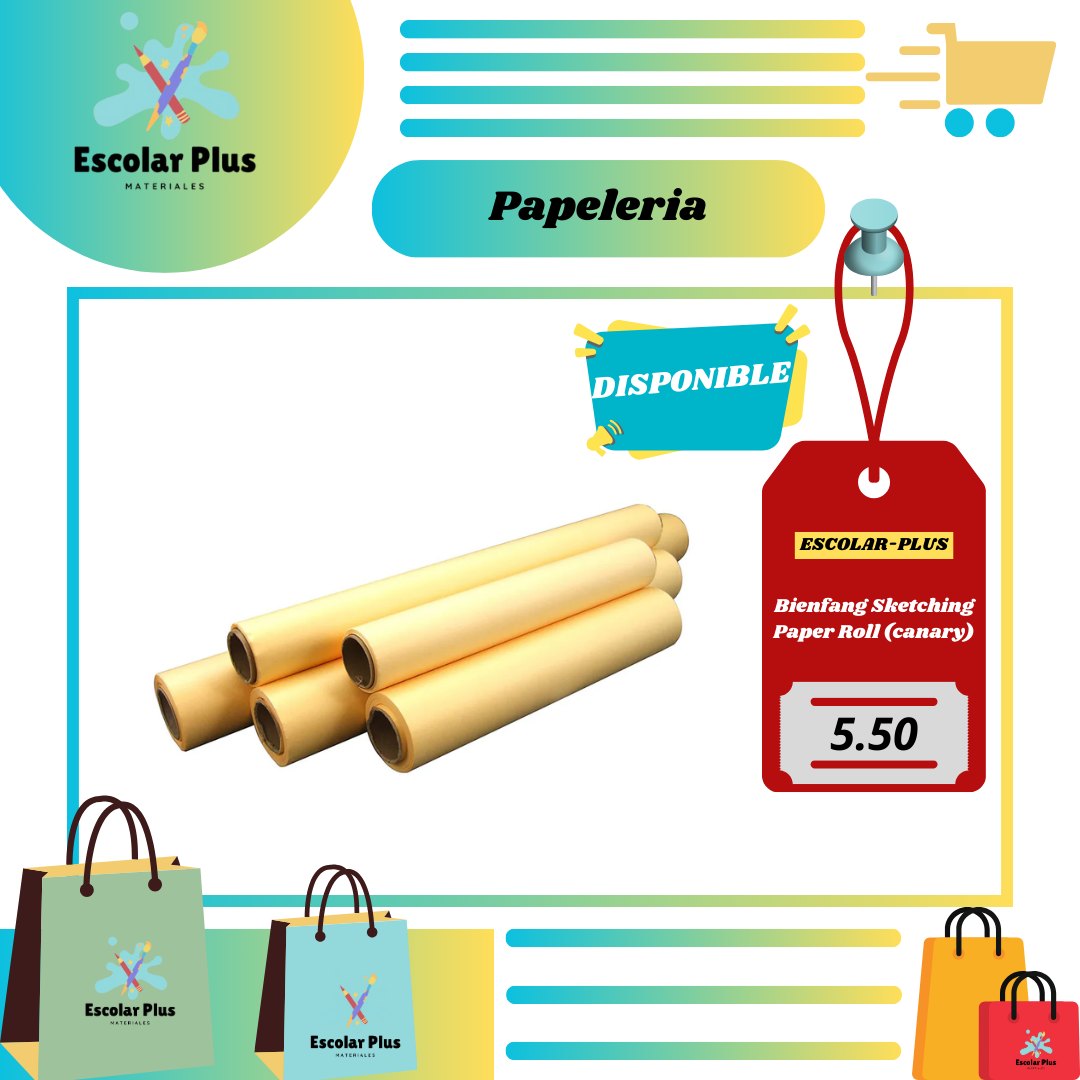 Escolar Plus
MATERIALES
Papeleria
DISPONIBLE
ESCOLAR-PLUS
Bienfang Sketching
Paper Roll (canary)
5.50
Escolar Plus
MATERIALES
Escolar Plus
MATERIALES
Escolar Plus